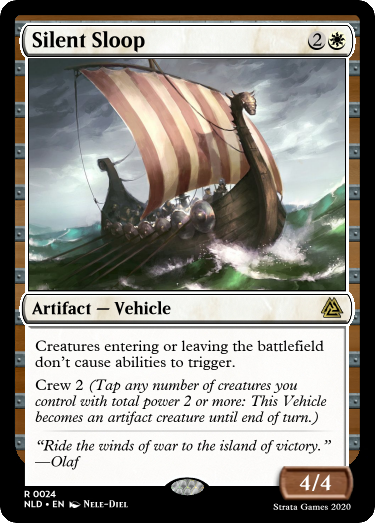 Silent Sloop 2
Artifact — Vehicle
Creatures entering or leaving the battlefield
don't cause abilities to trigger.
Crew 2 (Tap any number of creatures you
control with total power 2 or more: This Vehicle
becomes an artifact creature until end of turn.)
“Ride the winds of war to the island of victory.”
—Olaf
4/4
R 0024
NLD • EN Nele-Diel
Strata Games 2020